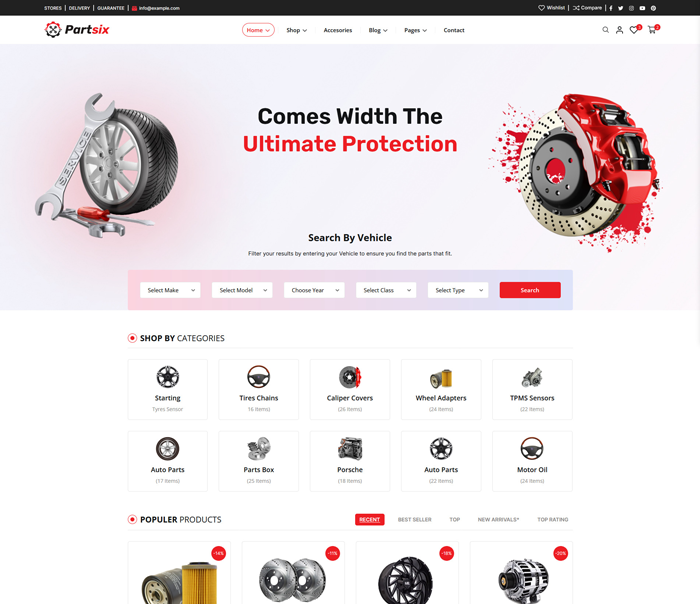 STORES DELIVERY GUARANTEE info@example.com Wishlist Compare
Partsix Home Shop Accesories Blog Pages Contact
Comes Width The
Ultimate Protection
SERVICE
Search By Vehicle
Filter your results by entering your Vehicle to ensure you find the parts that fit.
Select Make Select Model Choose Year Select Class Select Type Search
SHOP BY CATEGORIES
Starting Tires Chains Caliper Covers Wheel Adapters TPMS Sensors
Tyres Sensor 16 Items) (26 Items) (24 Items) (22 Items)
Auto Parts Parts Box Porsche Auto Parts Motor Oil
(17 Items) (25 Items) (18 Items) (22 Items) (24 Items)
POPULER PRODUCTS RECENT BEST SELLER TOP NEW ARRIVALS* TOP RATING
-14% -11% -18% -20%